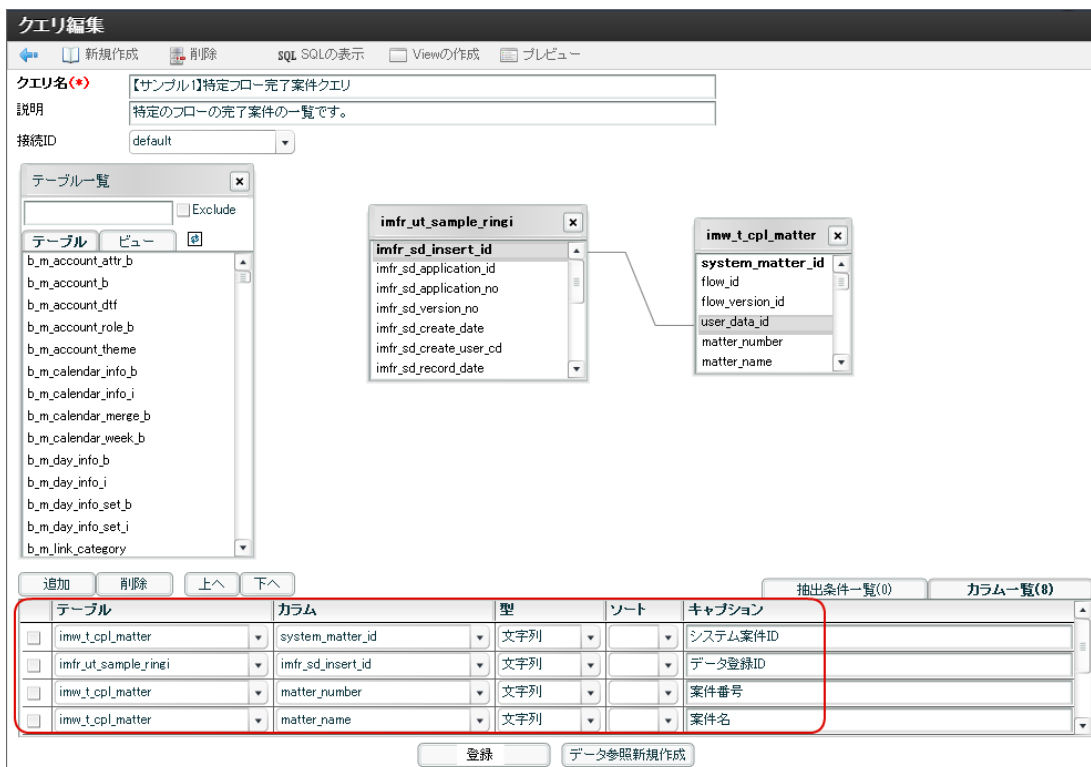 クエリ編集
新規作成 削除 SQL SQLの表示 Viewの作成 プレビュー
クエリ名(*) 【サンプル1】特定フロー完了案件クエリ
説明 特定のフローの完了案件の一覧です。
接続ID default
テーブル一覧
Exclude
テーブル ビュー
b_m_account_attr_b
b_m_account_b
b_m_account_dtf
b_m_account_role_b
b_m_account_theme
b_m_calendar_info_b
b_m_calendar_info_i
b_m_calendar_merge_b
b_m_calendar_week_b
b_m_day_info_b
b_m_day_info_i
b_m_day_info_set_b
b_m_day_info_set_i
b_m_link_category
imfr_ut_sample_ringi
imfr_sd_insert_id
imfr_sd_application_id
imfr_sd_application_no
imfr_sd_version_no
imfr_sd_create_date
imfr_sd_create_user_cd
imfr_sd_record_date
imw_t_cpl_matter
system_matter_id
flow_id
flow_version_id
user_data_id
matter_number
matter_name
追加 削除 上へ 下へ 抽出条件一覧(0) カラム一覧(8)
テーブル カラム 型 ソート キャプション
imw_t_cpl_matter system_matter_id 文字列 システム案件ID
imfr_ut_sample_ringi imfr_sd_insert_id 文字列 データ登録ID
imw_t_cpl_matter matter_number 文字列 案件番号
imw_t_cpl_matter matter_name 文字列 案件名
登録 データ参照新規作成